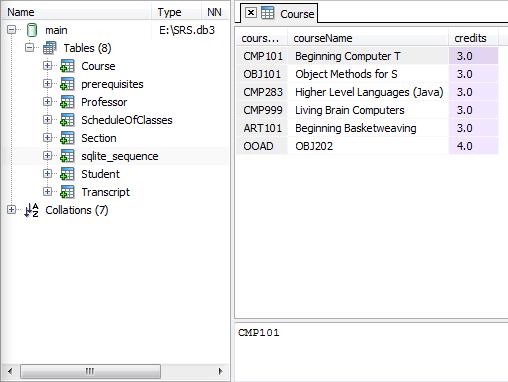 Name Type NN
main E:\SRS.db3
Tables (8)
Course
prerequisites
Professor
ScheduleOfClasses
Section
sqlite_sequence
Student
Transcript
Collations (7)
Course
cours... courseName credits
CMP101 Beginning Computer T 3.0
OBJ101 Object Methods for S 3.0
CMP283 Higher Level Languages (Java) 3.0
CMP999 Living Brain Computers 3.0
ART101 Beginning Basketweaving 3.0
OOAD OBJ202 4.0
CMP101